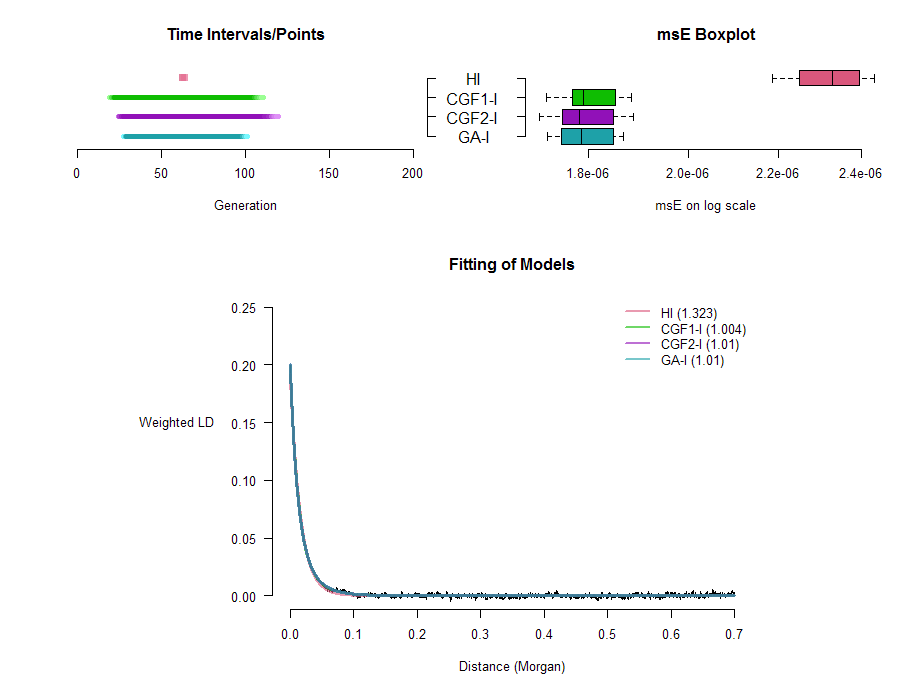 Time Intervals/Points
msE Boxplot
HI
CGF1-I
CGF2-I
GA-I
0 50 100 150 200
1.8e-06 2.0e-06 2.2e-06 2.4e-06
Generation
msE on log scale
Fitting of Models
0.25
0.20
0.15
0.10
0.05
0.00
Weighted LD
HI (1.323)
CGF1-I (1.004)
CGF2-I (1.01)
GA-I (1.01)
0.0 0.1 0.2 0.3 0.4 0.5 0.6 0.7
Distance (Morgan)